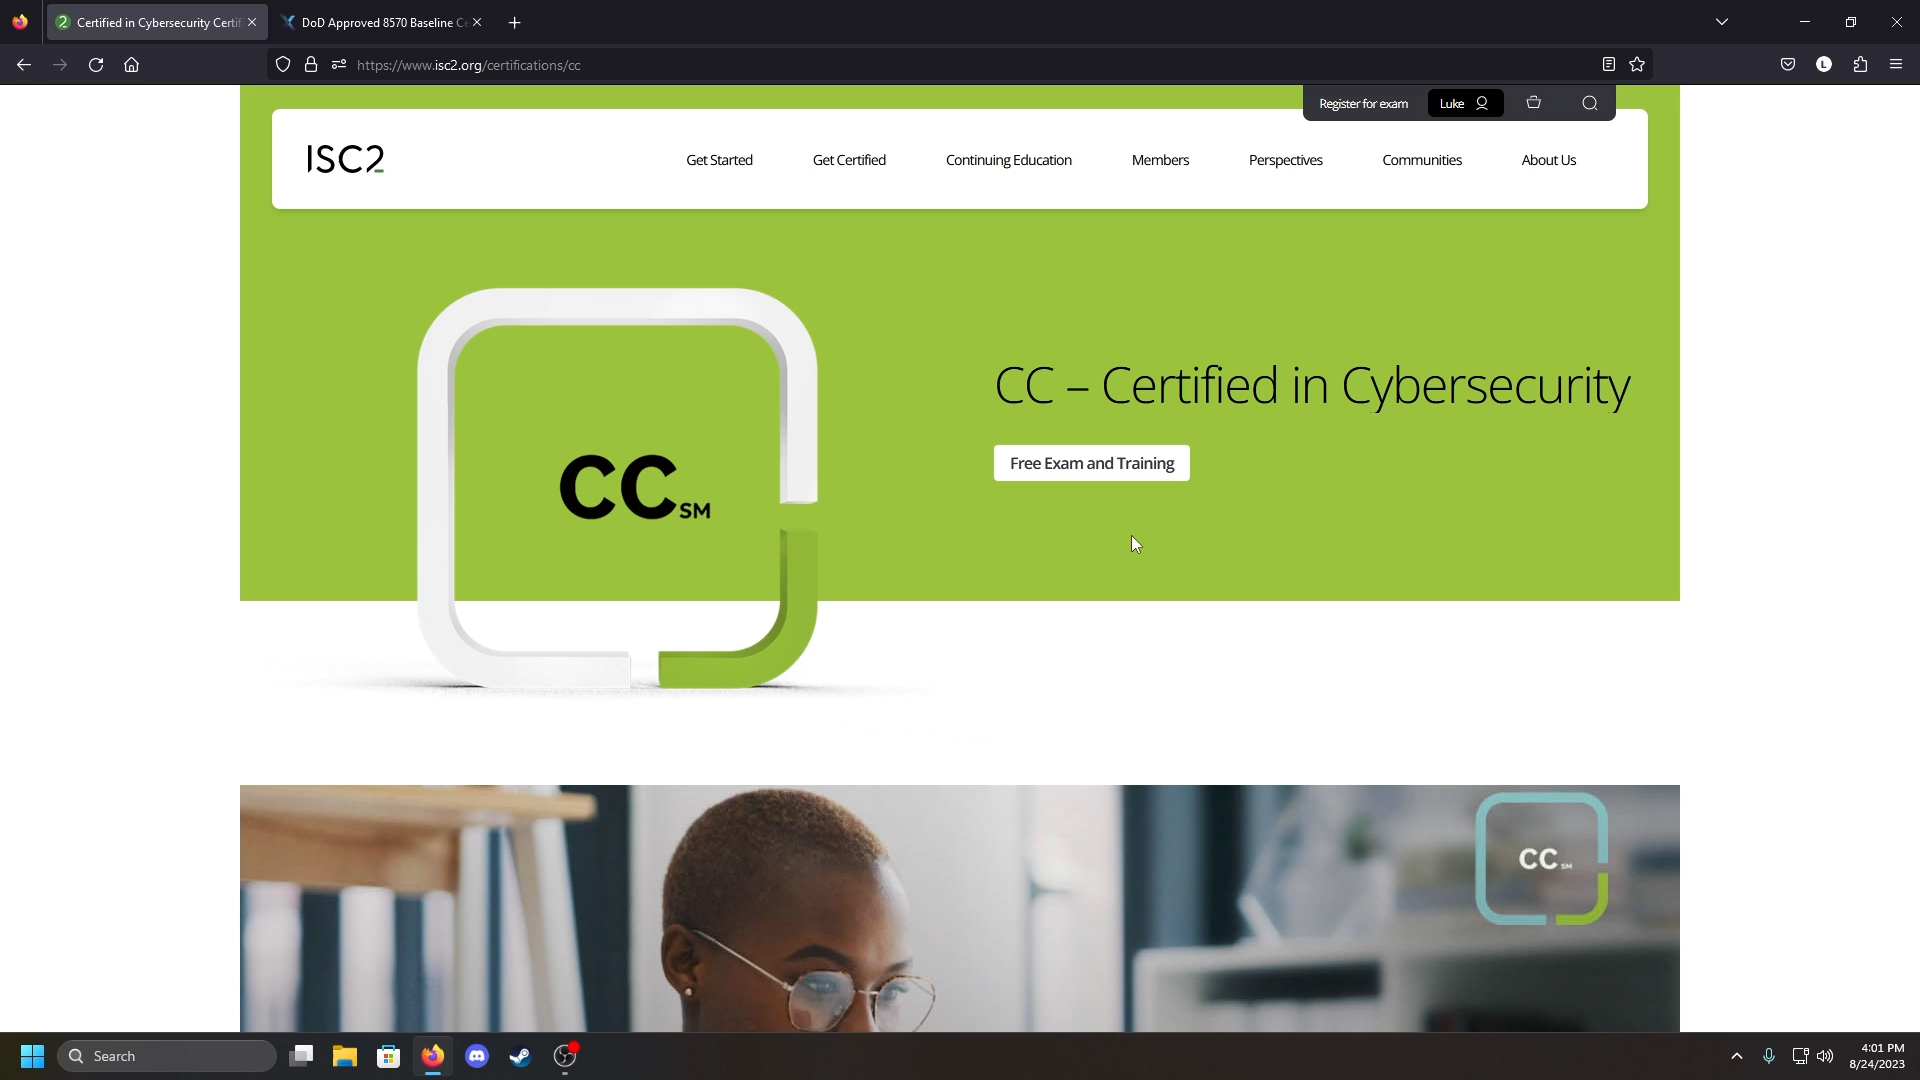 Certified in Cybersecurity Certif
DoD Approved 8570 Baseline Ce
https://www.isc2.org/certifications/cc
L
Register for exam
Luke
ISC2
Get Started
Get Certified
Continuing Education
Members
Perspectives
Communities
About Us
CC SM
CC – Certified in Cybersecurity
Free Exam and Training
CC SM
Search
4:01 PM
8/24/2023